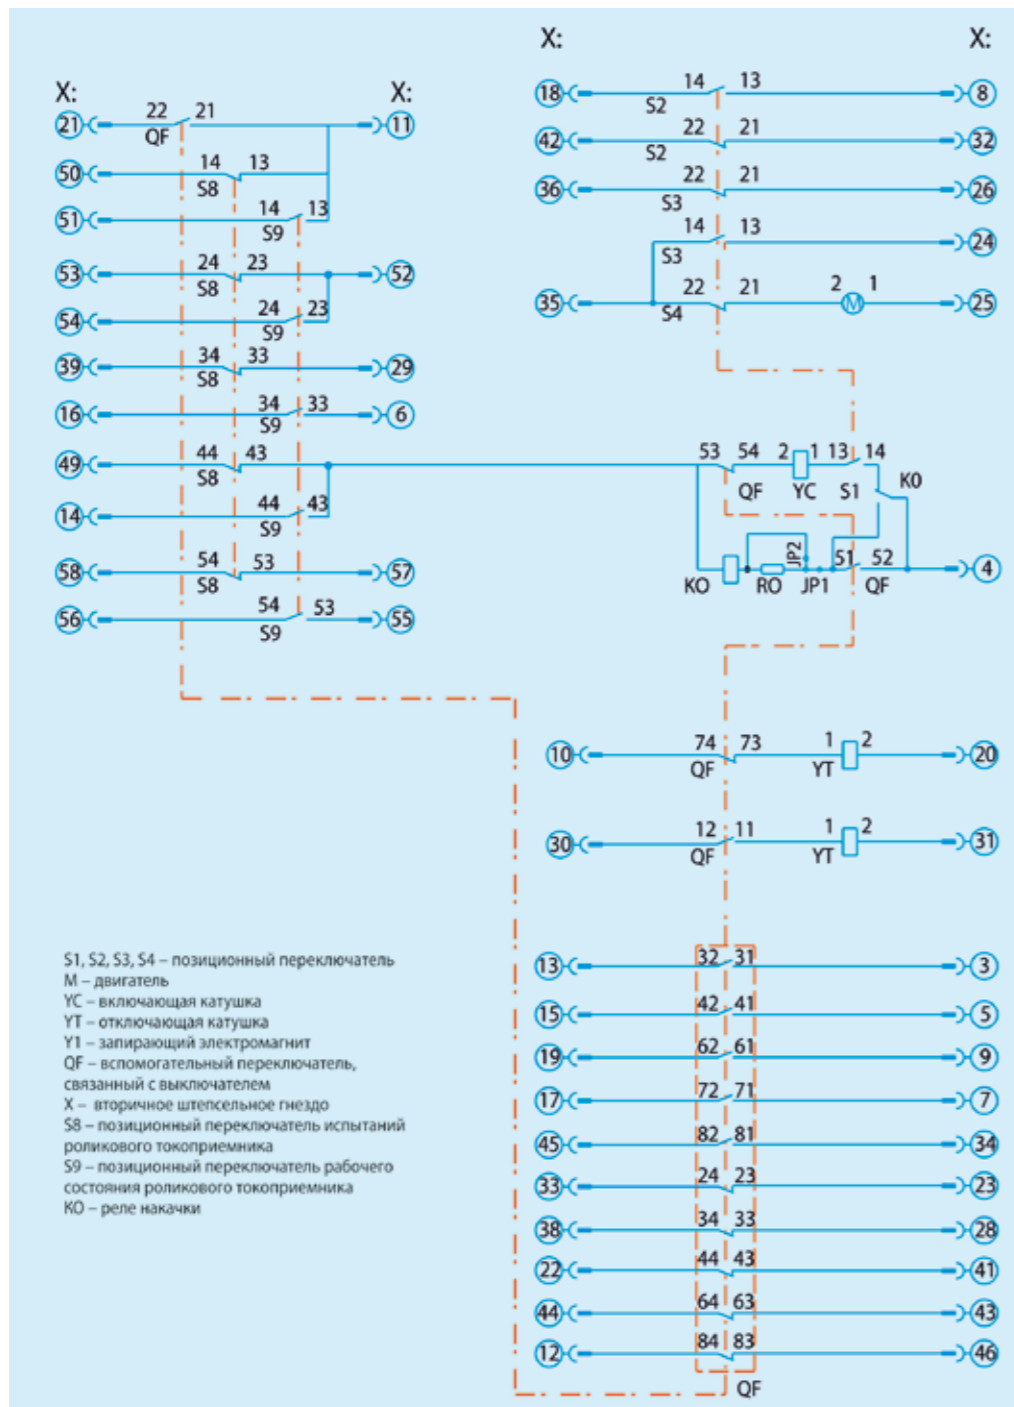 X: X:
18 14 13 8
S2
X: X:
21 22 21 11
QF
42 22 21 32
S2
50 14 13
S8
36 22 21 26
S3
51 14 13
S9
14 13 24
S3
53 24 23 52
S8
35 22 21 2 1 25
S4 M
54 24 23
S9
39 34 33 29
S8
16 34 33 6
S9
49 44 43 53 54 2 1 13 14
S8 QF YC S1 K0
14 44 43
S9
58 54 53 57 JP2 51 52 4
S8 KO RO JP1 QF
56 54 53 55
S9
10 74 73 1 2 20
QF YT
30 12 11 1 2 31
QF YT
S1, S2, S3, S4 – позиционный переключатель
М – двигатель
YC – включающая катушка
YT – отключающая катушка
Y1 – запирающий электромагнит
QF – вспомогательный переключатель,
связанный с выключателем
X – вторичное штепсельное гнездо
S8 – позиционный переключатель испытаний
роликового токоприемника
S9 – позиционный переключатель рабочего
состояния роликового токоприемника
КО – реле накачки
13 32 31 3
15 42 41 5
19 62 61 9
17 72 71 7
45 82 81 34
33 24 23 23
38 34 33 28
22 44 43 41
44 64 63 43
12 84 83 46
QF